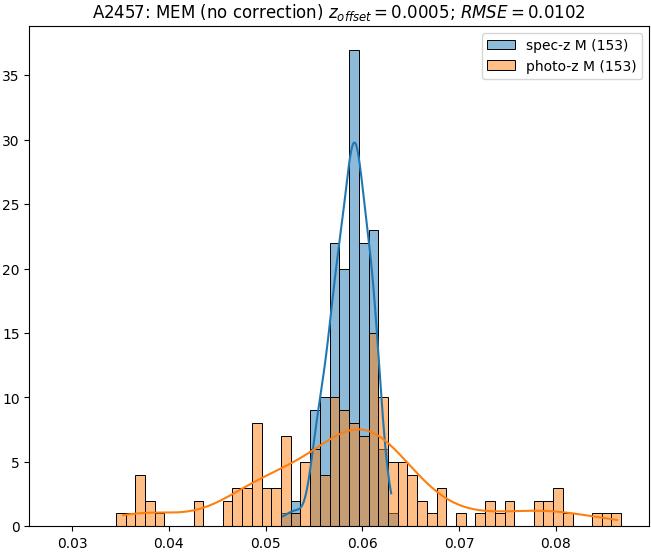 A2457: MEM (no correction) z_offset = 0.0005; RMSE = 0.0102
spec-z M (153)
photo-z M (153)
35
30
25
20
15
10
5
0
0.03 0.04 0.05 0.06 0.07 0.08